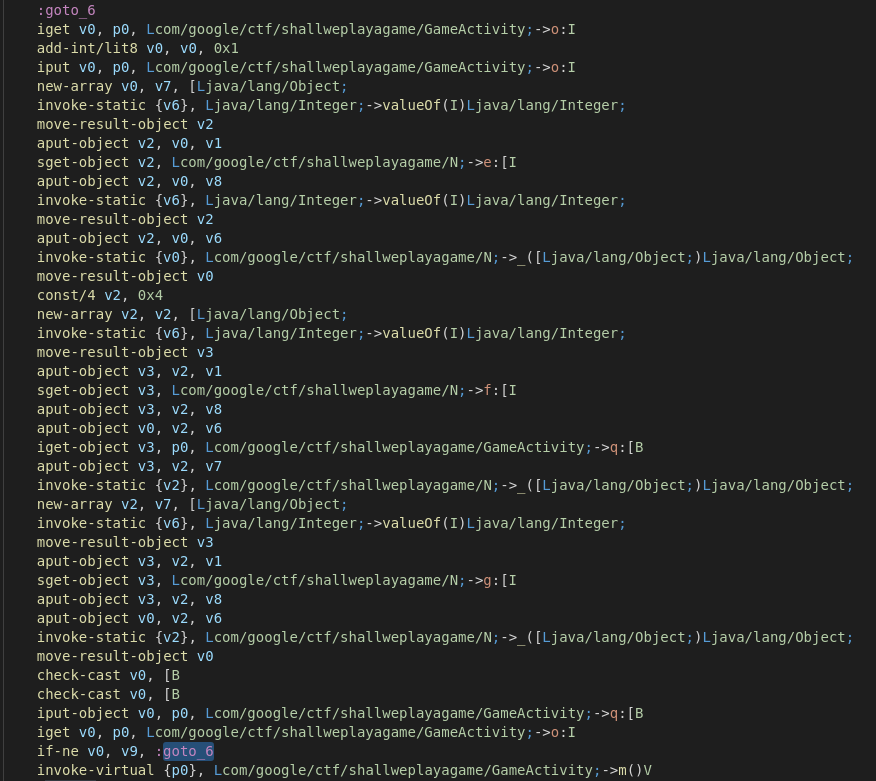 :goto_6
iget v0, p0, Lcom/google/ctf/shallweplayagame/GameActivity;->o:I
add-int/lit8 v0, v0, 0x1
iput v0, p0, Lcom/google/ctf/shallweplayagame/GameActivity;->o:I
new-array v0, v7, [Ljava/lang/Object;
invoke-static {v6}, Ljava/lang/Integer;->valueOf(I)Ljava/lang/Integer;
move-result-object v2
aput-object v2, v0, v1
sget-object v2, Lcom/google/ctf/shallweplayagame/N;->e:[I
aput-object v2, v0, v8
invoke-static {v6}, Ljava/lang/Integer;->valueOf(I)Ljava/lang/Integer;
move-result-object v2
aput-object v2, v0, v6
invoke-static {v0}, Lcom/google/ctf/shallweplayagame/N;->_([Ljava/lang/Object;)Ljava/lang/Object;
move-result-object v0
const/4 v2, 0x4
new-array v2, v2, [Ljava/lang/Object;
invoke-static {v6}, Ljava/lang/Integer;->valueOf(I)Ljava/lang/Integer;
move-result-object v3
aput-object v3, v2, v1
sget-object v3, Lcom/google/ctf/shallweplayagame/N;->f:[I
aput-object v3, v2, v8
aput-object v0, v2, v6
iget-object v3, p0, Lcom/google/ctf/shallweplayagame/GameActivity;->q:[B
aput-object v3, v2, v7
invoke-static {v2}, Lcom/google/ctf/shallweplayagame/N;->_([Ljava/lang/Object;)Ljava/lang/Object;
new-array v2, v7, [Ljava/lang/Object;
invoke-static {v6}, Ljava/lang/Integer;->valueOf(I)Ljava/lang/Integer;
move-result-object v3
aput-object v3, v2, v1
sget-object v3, Lcom/google/ctf/shallweplayagame/N;->g:[I
aput-object v3, v2, v8
aput-object v0, v2, v6
invoke-static {v2}, Lcom/google/ctf/shallweplayagame/N;->_([Ljava/lang/Object;)Ljava/lang/Object;
move-result-object v0
check-cast v0, [B
check-cast v0, [B
iput-object v0, p0, Lcom/google/ctf/shallweplayagame/GameActivity;->q:[B
iget v0, p0, Lcom/google/ctf/shallweplayagame/GameActivity;->o:I
if-ne v0, v9, :goto_6
invoke-virtual {p0}, Lcom/google/ctf/shallweplayagame/GameActivity;->m()V